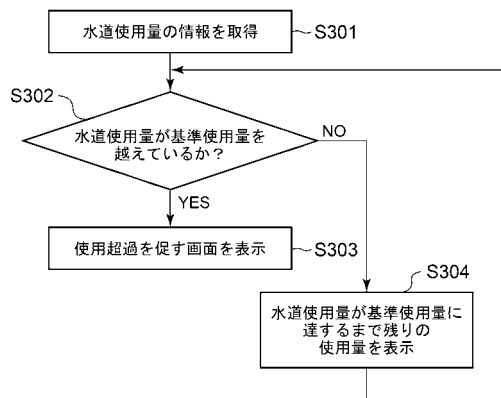 水道使用量の情報を取得
S301
S302
水道使用量が基準使用量を
越えているか？
NO
YES
使用超過を促す画面を表示
S303
S304
水道使用量が基準使用量に
達するまで残りの
使用量を表示